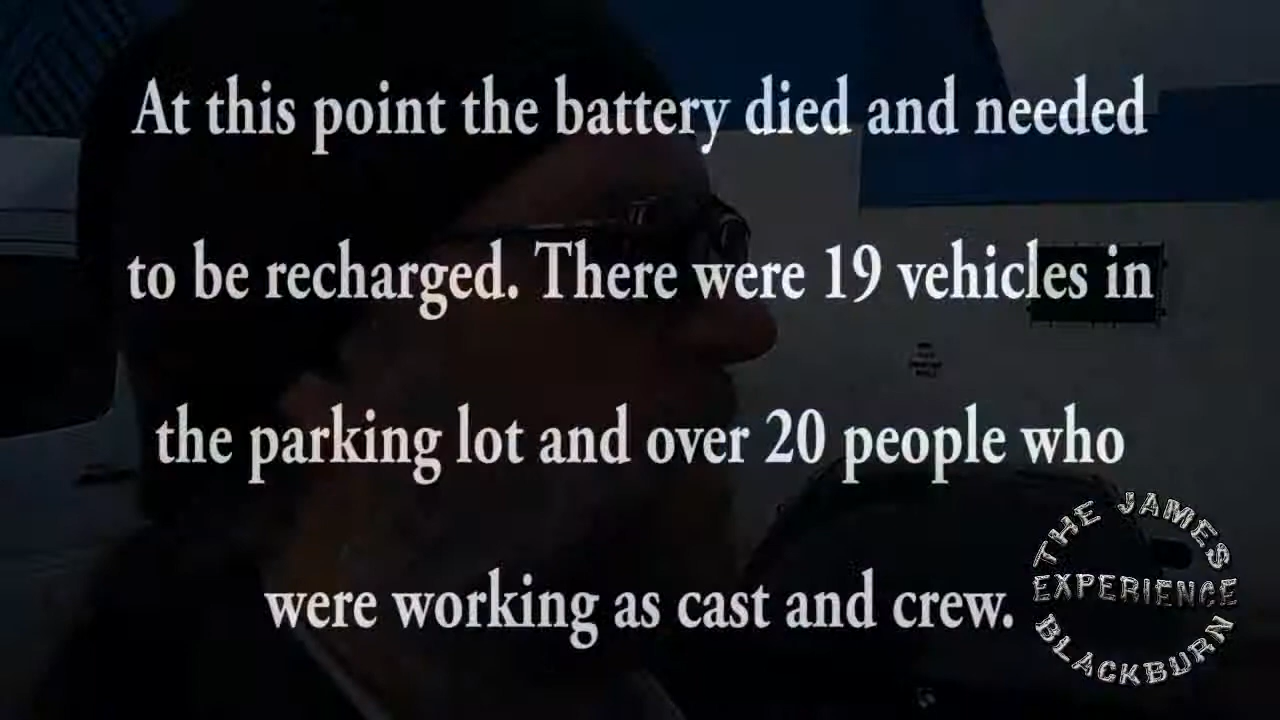 At this point the battery died and needed
to be recharged. There were 19 vehicles in
the parking lot and over 20 people who
were working as cast and crew.
THE JAMES
EXPERIENCE
BLACKBURN